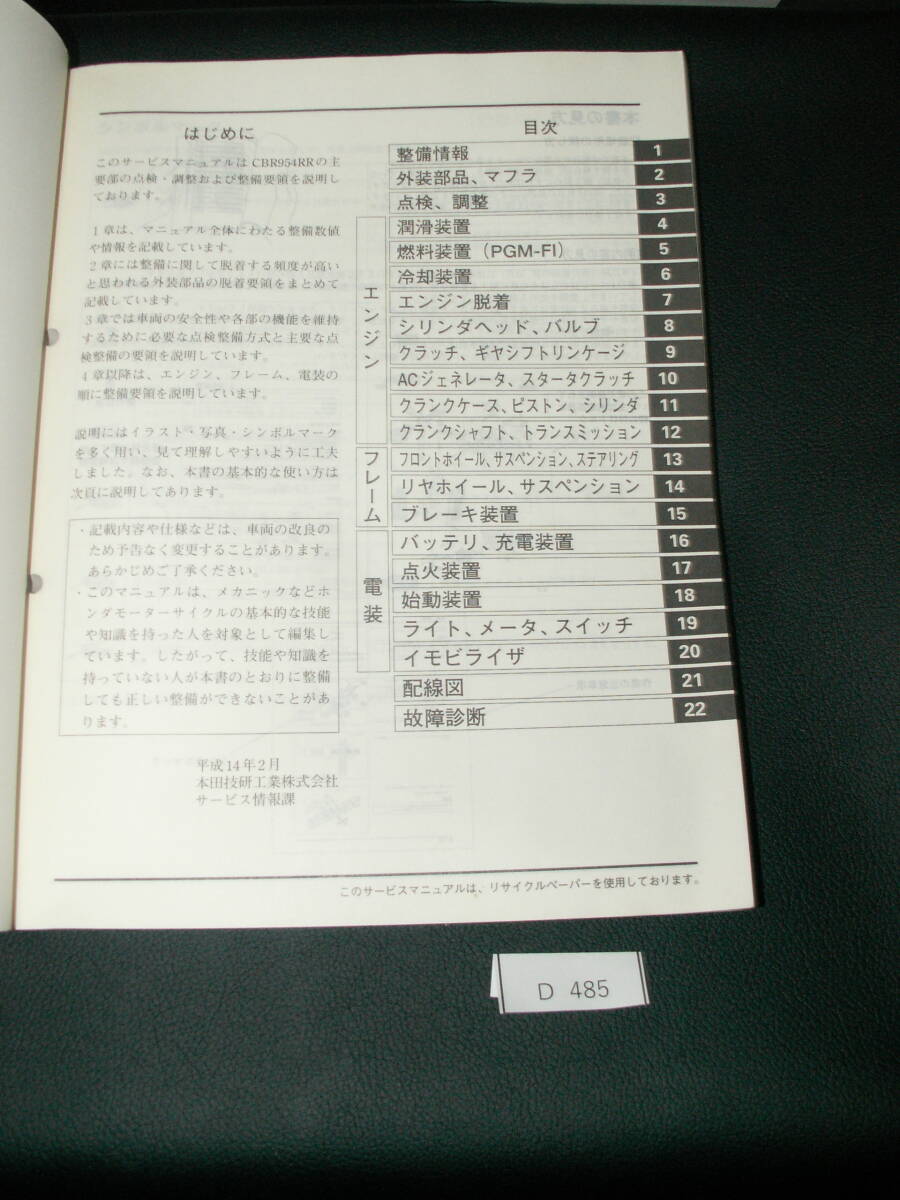 はじめに
このサービスマニュアルは CBR954RRの主
要部の点検・調整および整備要領を説明し
ております。
1章は、マニュアル全体にわたる整備数値
や情報を記載しています。
2章には整備に関して脱着する頻度が高い
と思われる外装部品の脱着要領をまとめて
記載しています。
3章では車両の安全性や各部の機能を維持
するために必要な点検整備方式と主要な点
検整備の要領を説明しています。
4章以降は、エンジン、フレーム、電装の
順に整備要領を説明しています。
説明にはイラスト・写真・シンボルマーク
を多く用い、見て理解しやすいように工夫
しました。なお、本書の基本的な使い方は
次頁に説明してあります。
・記載内容や仕様などは、車両の改良の
ため予告なく変更することがあります。
あらかじめご了承ください。
・このマニュアルは、メカニックなどホ
ンダモーターサイクルの基本的な技能
や知識を持った人を対象として編集し
ています。したがって、技能や知識を
持っていない人が本書のとおりに整備
しても正しい整備ができないことがあ
ります。
平成14年2月
本田技研工業株式会社
サービス情報課
目次
整備情報 1
外装部品、マフラ 2
点検、調整 3
エンジン
潤滑装置 4
燃料装置(PGM-FI) 5
冷却装置 6
エンジン脱着 7
シリンダヘッド、バルブ 8
クラッチ、ギヤシフトリンケージ 9
ACジェネレータ、スタータクラッチ 10
クランクケース、ピストン、シリンダ 11
クランクシャフト、トランスミッション 12
フレーム
フロントホイール、サスペンション、ステアリング 13
リヤホイール、サスペンション 14
ブレーキ装置 15
電装
バッテリ、充電装置 16
点火装置 17
始動装置 18
ライト、メータ、スイッチ 19
イモビライザ 20
配線図 21
故障診断 22
このサービスマニュアルは、リサイクルペーパーを使用しております。
D 485